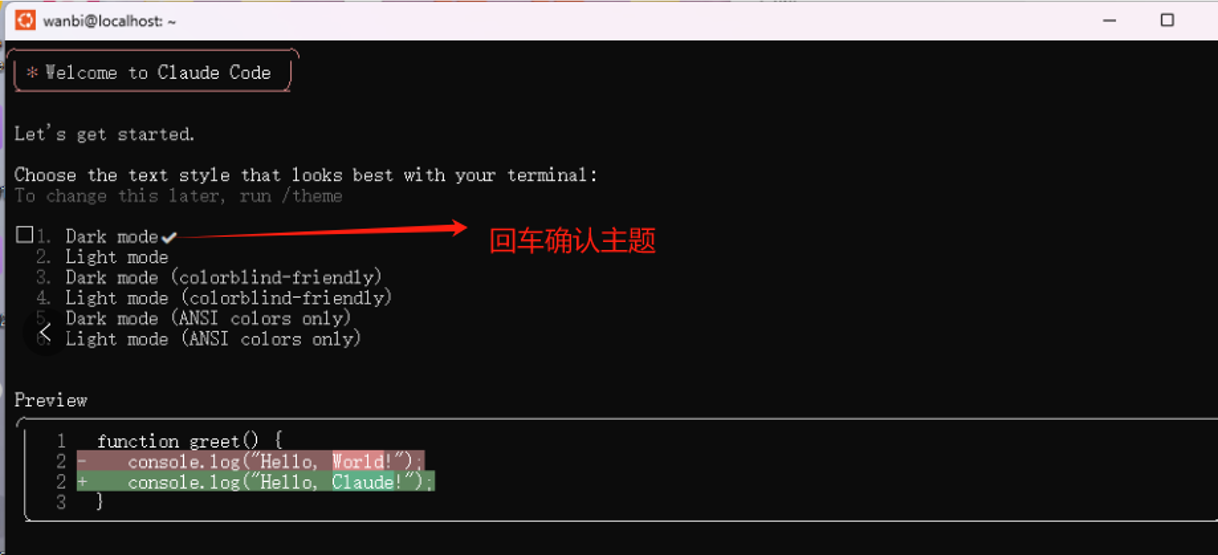 wanbi@localhost: ~
* Welcome to Claude Code
Let's get started.
Choose the text style that looks best with your terminal:
To change this later, run /theme
1. Dark mode✔
回车确认主题
2. Light mode
3. Dark mode (colorblind-friendly)
4. Light mode (colorblind-friendly)
5. Dark mode (ANSI colors only)
6. Light mode (ANSI colors only)
Preview
1 function greet() {
2 - console.log("Hello, World!");
2 + console.log("Hello, Claude!");
3 }